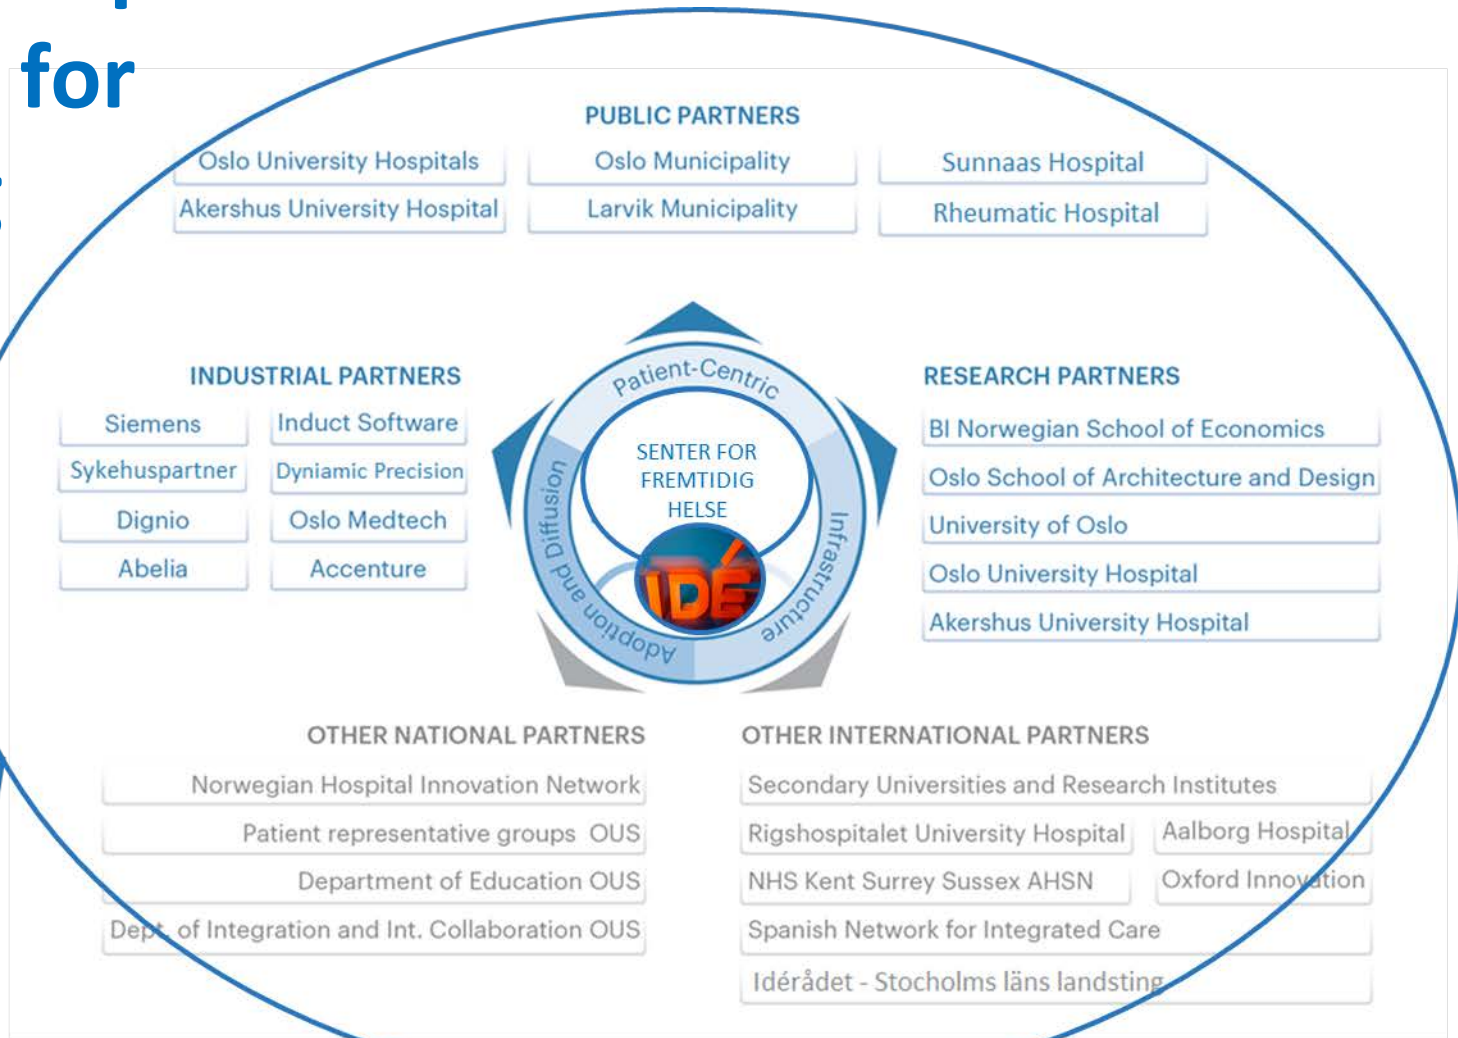 for
PUBLIC PARTNERS
Oslo University Hospitals
Oslo Municipality
Sunnaas Hospital
Akershus University Hospital
Larvik Municipality
Rheumatic Hospital
INDUSTRIAL PARTNERS
Siemens
Induct Software
Sykehuspartner
Dyniamic Precision
Dignio
Oslo Medtech
Abelia
Accenture
Patient-Centric
Infrastructure
Adoption and Diffusion
SENTER FOR
FREMTIDIG
HELSE
IDÉ
RESEARCH PARTNERS
BI Norwegian School of Economics
Oslo School of Architecture and Design
University of Oslo
Oslo University Hospital
Akershus University Hospital
OTHER NATIONAL PARTNERS
Norwegian Hospital Innovation Network
Patient representative groups OUS
Department of Education OUS
Dept. of Integration and Int. Collaboration OUS
OTHER INTERNATIONAL PARTNERS
Secondary Universities and Research Institutes
Rigshospitalet University Hospital
Aalborg Hospital
NHS Kent Surrey Sussex AHSN
Oxford Innovation
Spanish Network for Integrated Care
Idérådet - Stocholms läns landsting